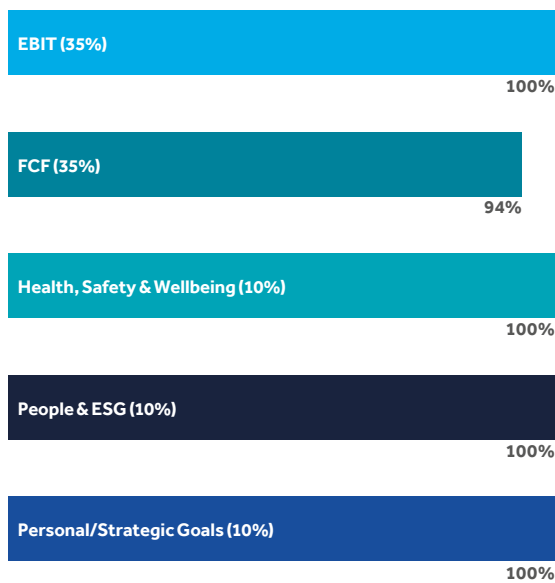 EBIT (35%)
100%
FCF (35%)
94%
Health, Safety & Wellbeing (10%)
100%
People & ESG (10%)
100%
Personal/Strategic Goals (10%)
100%